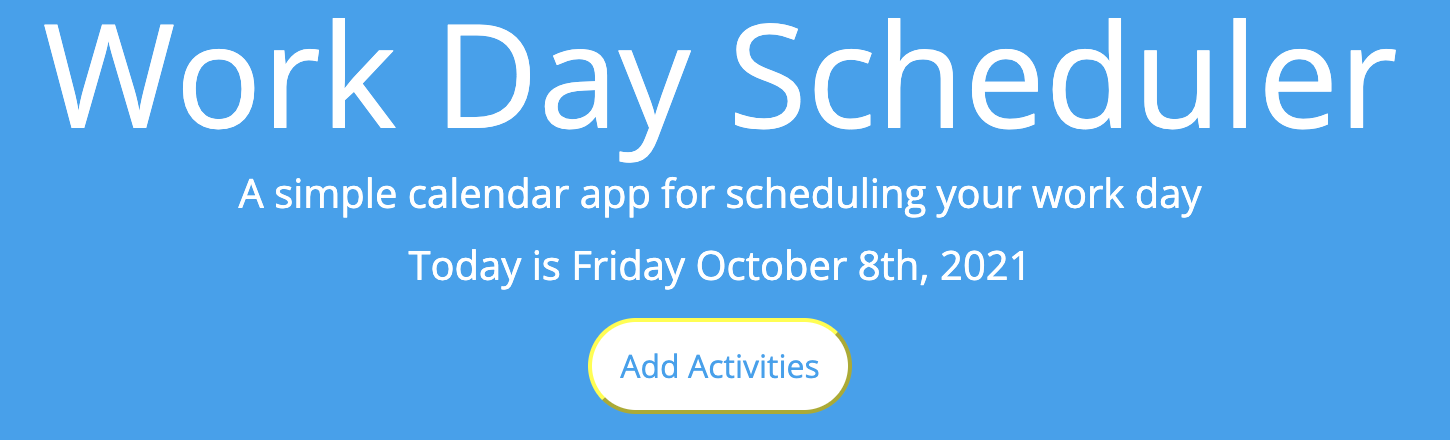 Work Day Scheduler
A simple calendar app for scheduling your work day
Today is Friday October 8th, 2021
Add Activities